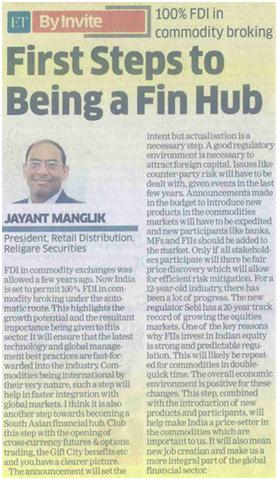 ET By Invite
100% FDI in
commodity broking
First Steps to
Being a Fin Hub
JAYANT MANGLIK
President, Retail Distribution,
Religare Securities
FDI in commodity exchanges was
allowed a few years ago. Now India
is set to permit 100% FDI in com-
modity broking under the auto-
matic route. This highlights the
growth potential and the resultant
importance being given to this
sector. It will ensure that the latest
technology and global manage-
ment best practices are fast-for-
warded into the industry. Com-
modities being international by
their very nature, such a step will
help in faster integration with
global markets. I think it is also
another step towards becoming a
South Asian financial hub. Club
this step with the opening of
cross-currency futures & options
trading, the Gift City benefits etc
and you have a clearer picture.
The announcement will set the
intent but actualisation is a
necessary step. A good regulatory
environment is necessary to
attract foreign capital. Issues like
counter-party risk will have to be
dealt with, given events in the last
few years. Announcements made
in the budget to introduce new
products in the commodities
markets will have to be expedited
and new participants like banks,
MFs and FIIs should be added to
the market. Only if all stakehold-
ers participate will there be fair
price discovery which will allow
for efficient risk mitigation. For a
12-year-old industry, there has
been a lot of progress. The new
regulator Sebi has a 20 year track
record of growing the equities
markets. One of the key reasons
why FIIs invest in Indian equity
is strong and predictable regu-
lation. This will likely be repeat-
ed for commodities in double-
quick time. The overall economic
environment is positive for these
changes. This step, combined
with the introduction of new
products and participants, will
help make India a price-setter in
the commodities which are
important to us. It will also mean
new job creation and make us a
more integral part of the global
financial sector.